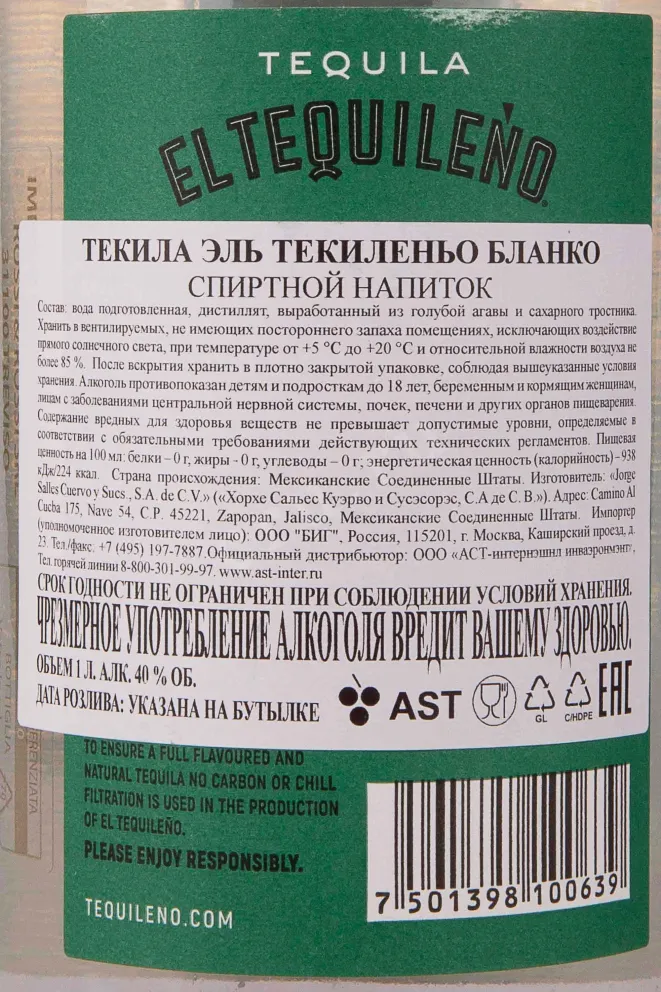 TEQUILA
EL TEQUILEÑO
ТЕКИЛА ЭЛЬ ТЕКИЛЕНЬО БЛАНКО
СПИРТНОЙ НАПИТОК
Состав: вода подготовленная, дистиллят, выработанный из голубой агавы и сахарного тростника.
Хранить в вентилируемых, не имеющих постороннего запаха помещениях, исключающих воздействие
прямого солнечного света, при температуре от +5 °С до +20 °С и относительной влажности воздуха не
более 85 %. После вскрытия хранить в плотно закрытой упаковке, соблюдая вышеуказанные условия
хранения. Алкоголь противопоказан детям и подросткам до 18 лет, беременным и кормящим женщинам,
лицам с заболеваниями центральной нервной системы, почек, печени и других органов пищеварения.
Содержание вредных для здоровья веществ не превышает допустимые уровни, определяемые в
соответствии с обязательными требованиями действующих технических регламентов. Пищевая
ценность на 100 мл: белки – 0 г, жиры - 0 г, углеводы – 0 г; энергетическая ценность (калорийность) – 938
кДж/224 ккал. Страна происхождения: Мексиканские Соединенные Штаты. Изготовитель: «Jorge
Salles Cuervo y Sucs., S.A. de C.V.» («Хорхе Сальес Куэрво и Сусэсорэс, С.А де С. В.»). Адрес: Camino Al
Cucba 175, Nave 54, C.P. 45221, Zapopan, Jalisco, Мексиканские Соединенные Штаты. Импортер
(уполномоченное изготовителем лицо): ООО "БИГ", Россия, 115201, г. Москва, Каширский проезд, д.
23. Тел./факс: +7 (495) 197-7887.Официальный дистрибьютор: ООО «АСТ-интернэшнл инваэронмэнт»,
Тел. горячей линии 8-800-301-99-97. www.ast-inter.ru
СРОК ГОДНОСТИ НЕ ОГРАНИЧЕН ПРИ СОБЛЮДЕНИИ УСЛОВИЙ ХРАНЕНИЯ.
ЧРЕЗМЕРНОЕ УПОТРЕБЛЕНИЕ АЛКОГОЛЯ ВРЕДИТ ВАШЕМУ ЗДОРОВЬЮ.
ОБЪЕМ 1 Л. АЛК. 40 % ОБ.
ДАТА РОЗЛИВА: УКАЗАНА НА БУТЫЛКЕ
AST
GL
C/HDPE
EAC
TO ENSURE A FULL FLAVOURED AND
NATURAL TEQUILA NO CARBON OR CHILL
FILTRATION IS USED IN THE PRODUCTION
OF EL TEQUILEÑO.
PLEASE ENJOY RESPONSIBLY.
TEQUILENO.COM
7 501398 100639